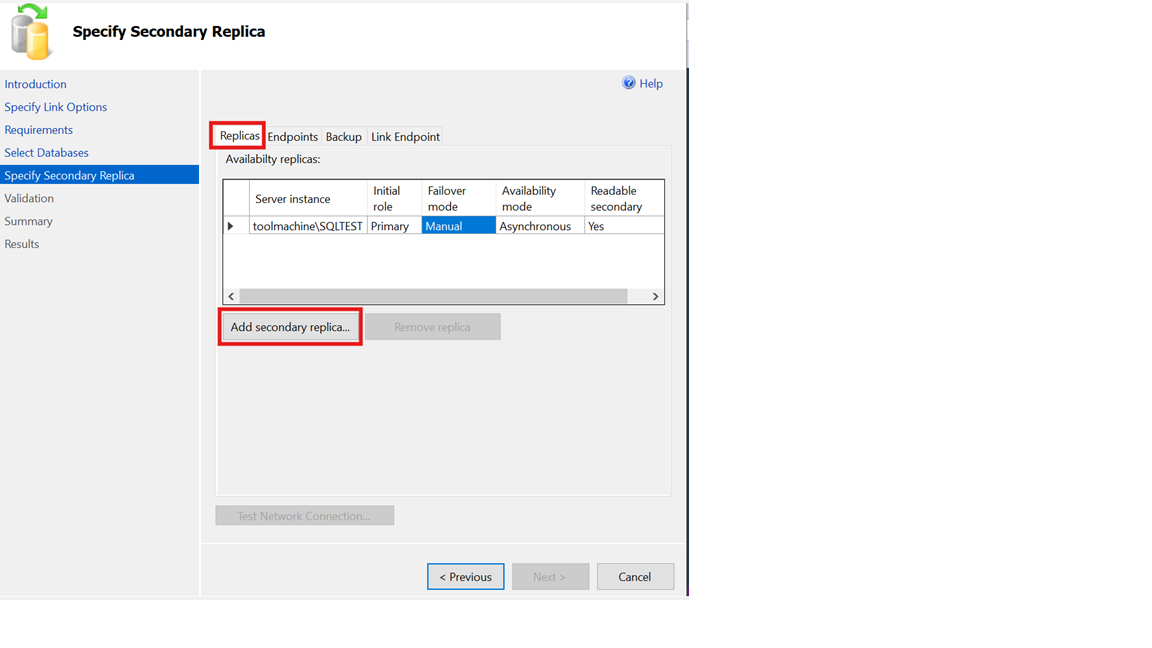 Specify Secondary Replica
Introduction
Specify Link Options
Requirements
Select Databases
Specify Secondary Replica
Validation
Summary
Results
Help
Replicas Endpoints Backup Link Endpoint
Availabilty replicas:
Server instance Initial role Failover mode Availability mode Readable secondary
toolmachine\SQLTEST Primary Manual Asynchronous Yes
Add secondary replica... Remove replica
Test Network Connection...
< Previous Next > Cancel